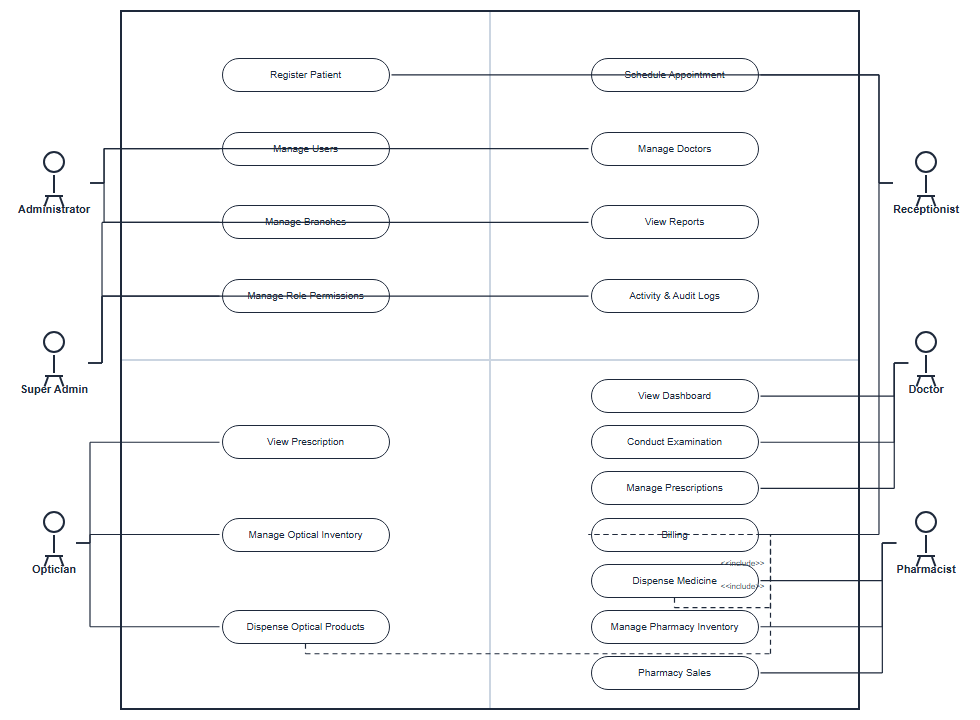 Register Patient
Schedule Appointment
Manage Users
Manage Doctors
Administrator
Receptionist
Manage Branches
View Reports
Manage Role Permissions
Activity & Audit Logs
Super Admin
Doctor
View Dashboard
View Prescription
Conduct Examination
Manage Prescriptions
Manage Optical Inventory
Billing
<<include>>
Optician
Pharmacist
Dispense Medicine
<<include>>
Dispense Optical Products
Manage Pharmacy Inventory
Pharmacy Sales